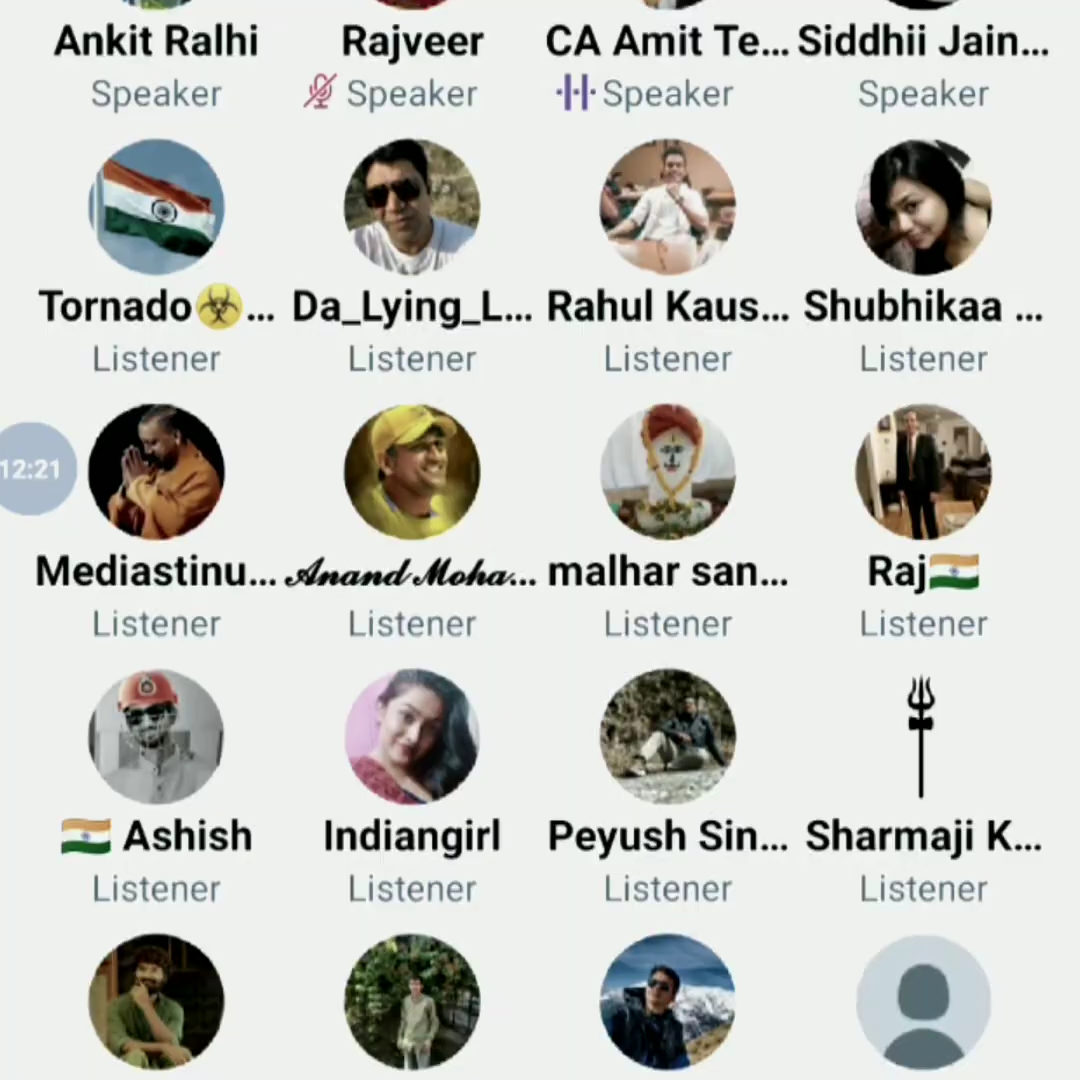 Ankit Ralhi Rajveer CA Amit Te... Siddhii Jain...
Speaker Speaker Speaker Speaker
Tornado☣... Da_Lying_L... Rahul Kaus... Shubhikaa ...
Listener Listener Listener Listener
12:21
Mediastinu... 𝒜𝓃𝒶𝓃𝒹 𝑀𝑜𝒽𝒶... malhar san... Raj🇮🇳
Listener Listener Listener Listener
🇮🇳 Ashish Indiangirl Peyush Sin... Sharmaji K...
Listener Listener Listener Listener